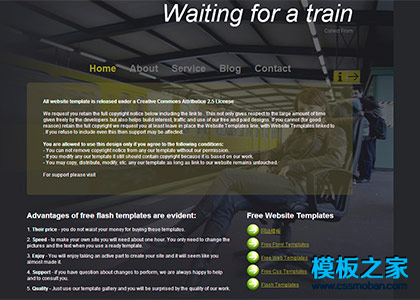 Waiting for a train
Home About Service Blog Contact
All website template is released under a Creative Commons Attribution 2.5 License
We request you retain the full copyright notice below including the link to . This not only gives respect to the large amount of time
given freely by the developers but also helps build interest, traffic and use of our free and paid designs. If you cannot (for good
reason) retain the full copyright we request you at least leave in place the Website Templates line, with Website Templates linked to
. If you refuse to include even this then support may be affected.
You are allowed to use this design only if you agree to the following conditions:
- You can not remove copyright notice from any our template without our permission.
- If you modify any our template it still should contain copyright because it is based on our work.
- You may copy, distribute, modify, etc. any our template as long as link to our website remains untouched.
For support please visit
Advantages of free flash templates are evident:
1. Their price - you do not waist your money for buying these templates.
2. Speed - to make your own site you will need about one hour. You only need to change the
pictures and the text when you use a ready template.
3. Enjoy - You will enjoy taking an active part to create your site and it will seem like you
almost made it.
4. Support - if you have question about changes to perform, we are always happy to help
and to consult you.
5. Quality - Just use our template gallery and you will be surprised by the quality of our work.
Free Website Templates
网站模板
Free Flash Templates
Free Web Templates
Free Css Templates
Flash Templates
模板之家
www.cssmoban.com